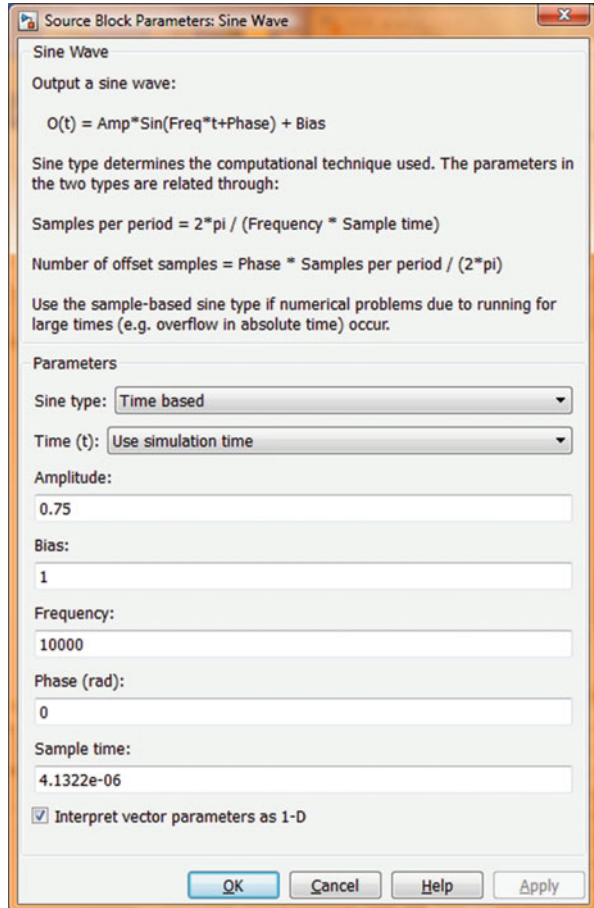 Source Block Parameters: Sine Wave
Sine Wave
Output a sine wave:
O(t) = Amp*Sin(Freq*t+Phase) + Bias
Sine type determines the computational technique used. The parameters in
the two types are related through:
Samples per period = 2*pi / (Frequency * Sample time)
Number of offset samples = Phase * Samples per period / (2*pi)
Use the sample-based sine type if numerical problems due to running for
large times (e.g. overflow in absolute time) occur.
Parameters
Sine type: Time based
Time (t): Use simulation time
Amplitude:
0.75
Bias:
1
Frequency:
10000
Phase (rad):
0
Sample time:
4.1322e-06
Interpret vector parameters as 1-D
OK Cancel Help Apply